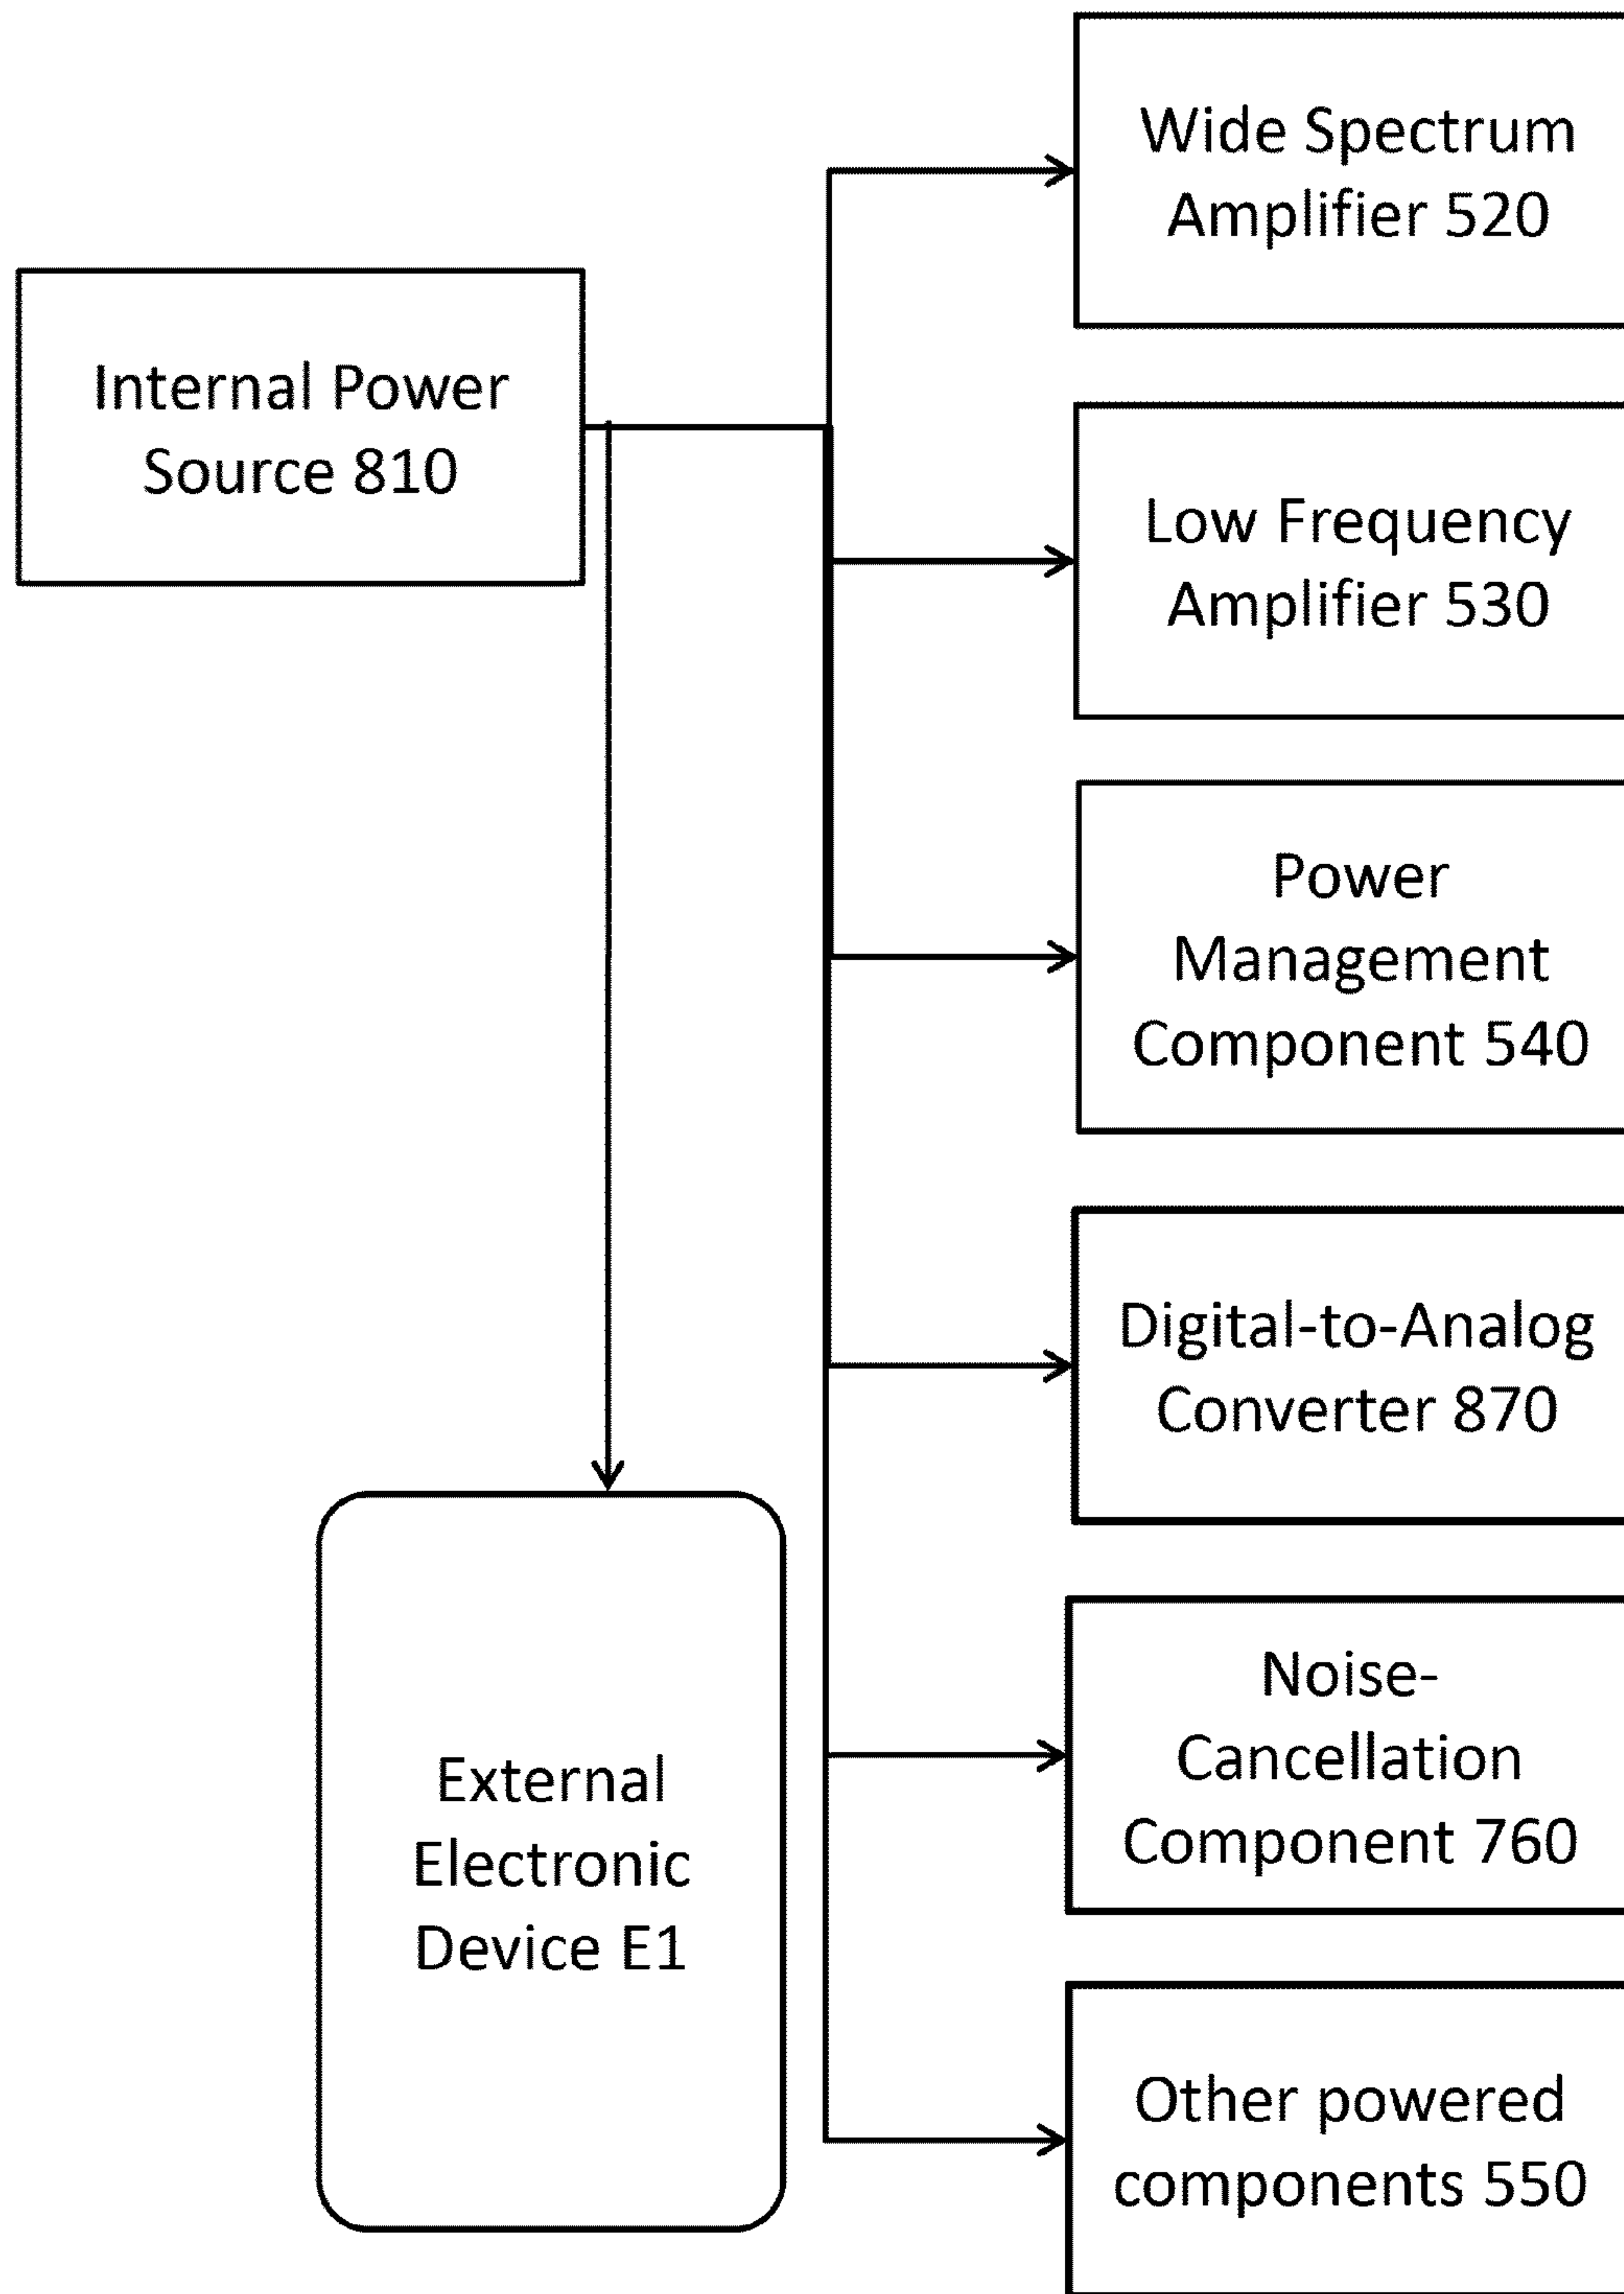 Internal Power
Source 810
Wide Spectrum
Amplifier 520
Low Frequency
Amplifier 530
Power
Management
Component 540
Digital-to-Analog
Converter 870
Noise-
Cancellation
Component 760
Other powered
components 550
External
Electronic
Device E1